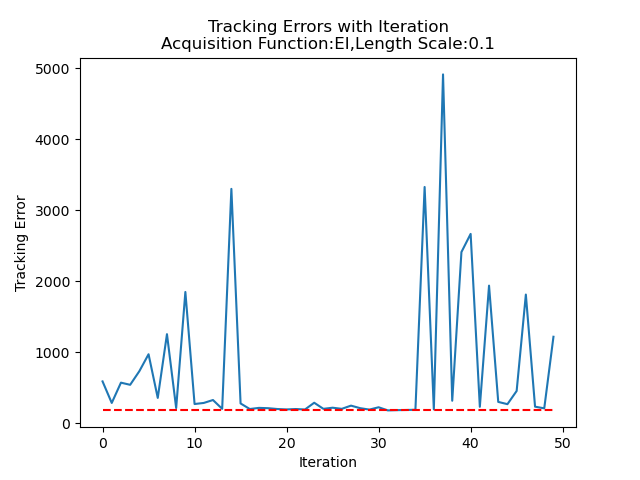 Tracking Errors with Iteration
Acquisition Function:EI,Length Scale:0.1
5000
4000
3000
2000
1000
0
Tracking Error
0 10 20 30 40 50
Iteration